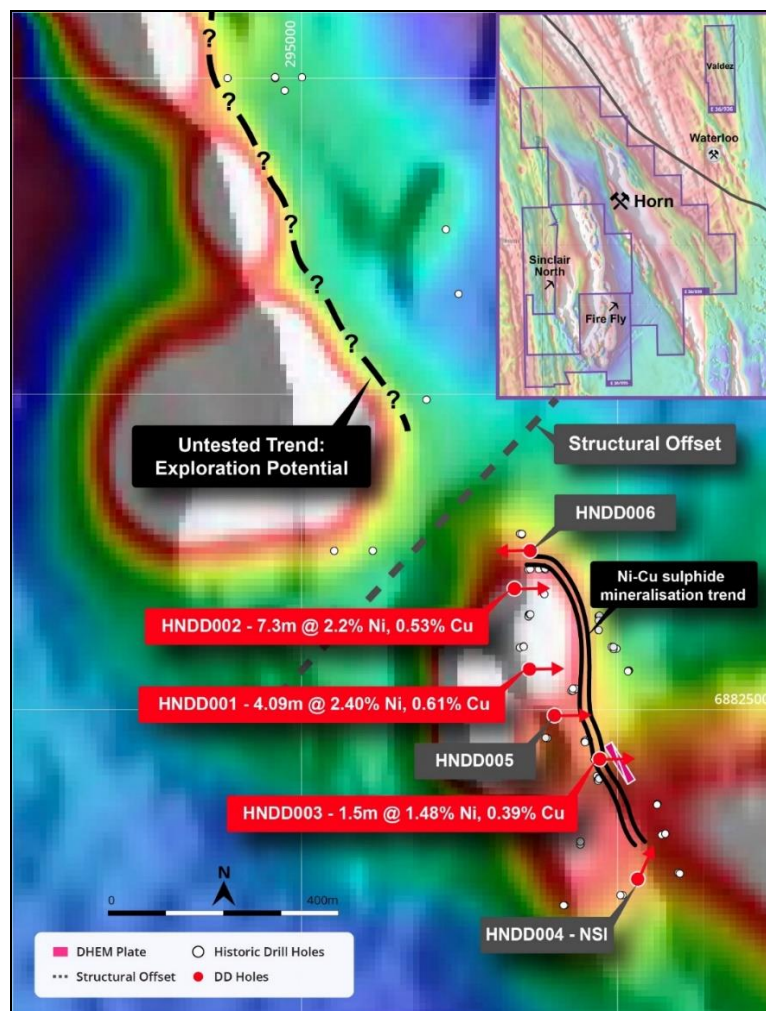 295000
Valdez
E 36/936
Waterloo
Horn
Sinclair
North
Fire Fly
?
?
?
?
?
?
?
?
?
Untested Trend:
Exploration Potential
Structural Offset
HNDD006
Ni-Cu sulphide
mineralisation trend
HNDD002 - 7.3m @ 2.2% Ni, 0.53% Cu
6882500
HNDD001 - 4.09m @ 2.40% Ni, 0.61% Cu
HNDD005
HNDD003 - 1.5m @ 1.48% Ni, 0.39% Cu
N
0
400m
HNDD004 - NSI
DHEM Plate
Historic Drill Holes
Structural Offset
DD Holes